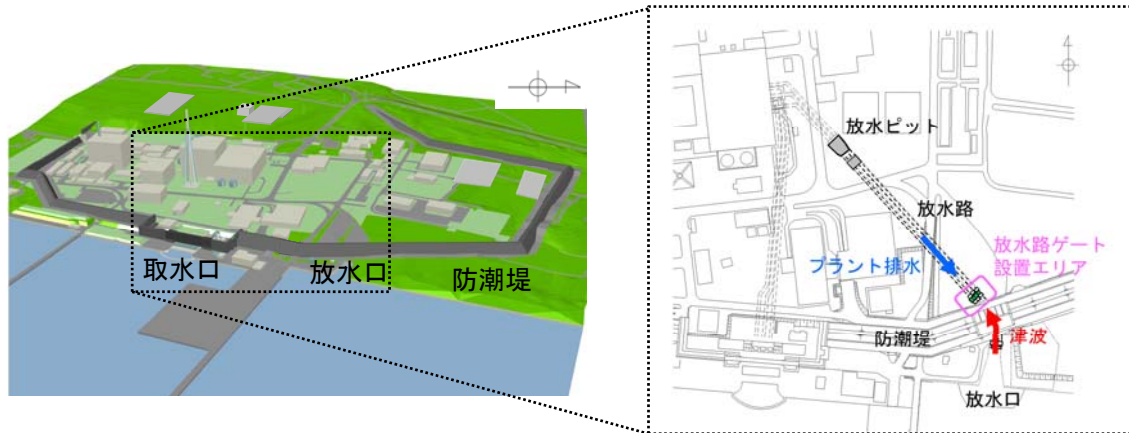 取水口
放水口
防潮堤
放水ピット
放水路
放水路ゲート
設置エリア
プラント排水
防潮堤
津波
放水口